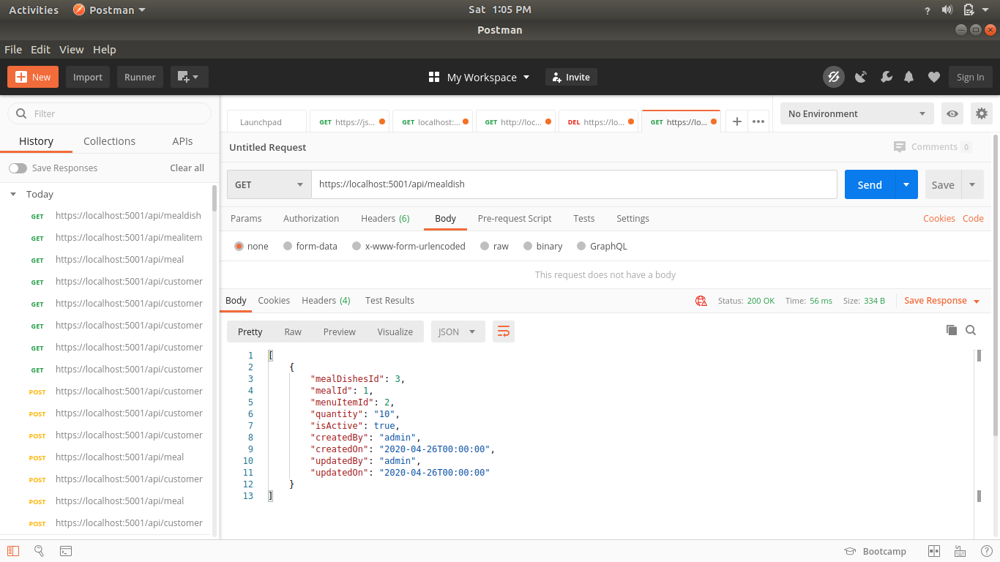 Activities Postman Sat 1:05 PM ?
Postman
File Edit View Help
New Import Runner My Workspace Invite Sign In
Filter
History Collections APIs
Save Responses Clear all
Today
GET https://localhost:5001/api/mealdish
GET https://localhost:5001/api/mealitem
GET https://localhost:5001/api/meal
GET https://localhost:5001/api/customer
GET https://localhost:5001/api/customer
GET https://localhost:5001/api/customer
GET https://localhost:5001/api/customer
GET https://localhost:5001/api/customer
POST https://localhost:5001/api/customer
POST https://localhost:5001/api/customer
POST https://localhost:5001/api/customer
POST https://localhost:5001/api/meal
POST https://localhost:5001/api/customer
POST https://localhost:5001/api/meal
POST https://localhost:5001/api/customer
Launchpad GET https://js... GET localhost:... GET http://loc... DEL https://lo... GET https://lo... + ••• No Environment
Untitled Request Comments 0
GET https://localhost:5001/api/mealdish Send Save
Params Authorization Headers (6) Body Pre-request Script Tests Settings Cookies Code
none form-data x-www-form-urlencoded raw binary GraphQL
This request does not have a body
Body Cookies Headers (4) Test Results Status: 200 OK Time: 56 ms Size: 334 B Save Response
Pretty Raw Preview Visualize JSON
1 [
2 {
3 "mealDishesId": 3,
4 "mealId": 1,
5 "menuItemId": 2,
6 "quantity": "10",
7 "isActive": true,
8 "createdBy": "admin",
9 "createdOn": "2020-04-26T00:00:00",
10 "updatedBy": "admin",
11 "updatedOn": "2020-04-26T00:00:00"
12 }
13 ]
Bootcamp ?